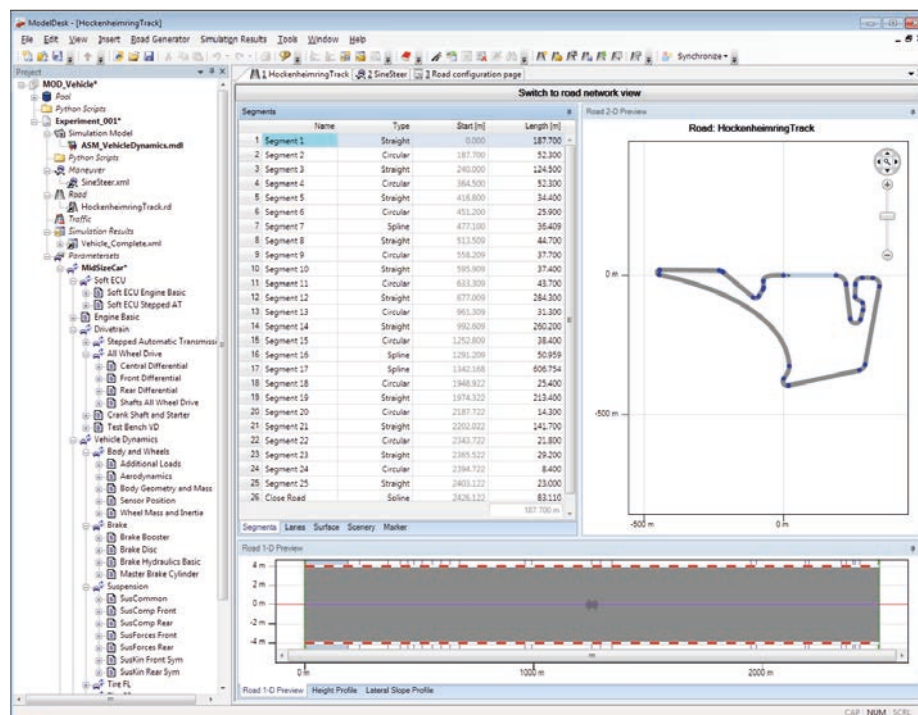 ModelDesk - [HockenheimringTrack]
File Edit View Insert Road Generator Simulation Results Tools Window Help
Synchronize
Project
1 HockenheimringTrack 2 SineSteer 3 Road configuration page
MOD_Vehicle*
Pool
Python Scripts
Experiment_001*
Simulation Model
ASM_VehicleDynamics.mdl
Python Scripts
Maneuver
SineSteer.xml
Road
HockenheimringTrack.rd
Traffic
Simulation Results
Vehicle_Complete.xml
Parametersets
MidSizeCar*
Soft ECU
Soft ECU Engine Basic
Soft ECU Stepped AT
Engine Basic
Drivetrain
Stepped Automatic Transmissi
All Wheel Drive
Central Differential
Front Differential
Rear Differential
Shafts All Wheel Drive
Crank Shaft and Starter
Test Bench VD
Vehicle Dynamics
Body and Wheels
Additional Loads
Aerodynamics
Body Geometry and Mass
Sensor Position
Wheel Mass and Inertia
Brake
Brake Booster
Brake Disc
Brake Hydraulics Basic
Master Brake Cylinder
Suspension
SusCommon
SusComp Front
SusComp Rear
SusForces Front
SusForces Rear
SusKin Front Sym
SusKin Rear Sym
Tire FL
Switch to road network view
Segments
Name Type Start [m] Length [m]
1 Segment 1 Straight 0.000 187.700
2 Segment 2 Circular 187.700 52.300
3 Segment 3 Straight 240.000 124.500
4 Segment 4 Circular 364.500 52.300
5 Segment 5 Straight 416.800 34.400
6 Segment 6 Circular 451.200 25.900
7 Segment 7 Spline 477.100 36.409
8 Segment 8 Straight 513.509 44.700
9 Segment 9 Circular 558.209 37.700
10 Segment 10 Straight 595.909 37.400
11 Segment 11 Circular 633.309 43.700
12 Segment 12 Straight 677.009 284.300
13 Segment 13 Circular 961.309 31.300
14 Segment 14 Straight 992.609 260.200
15 Segment 15 Circular 1252.809 38.400
16 Segment 16 Spline 1291.209 50.959
17 Segment 17 Spline 1342.168 606.754
18 Segment 18 Circular 1948.922 25.400
19 Segment 19 Straight 1974.322 213.400
20 Segment 20 Circular 2187.722 14.300
21 Segment 21 Straight 2202.022 141.700
22 Segment 22 Circular 2343.722 21.800
23 Segment 23 Straight 2365.522 29.200
24 Segment 24 Circular 2394.722 8.400
25 Segment 25 Straight 2403.122 23.000
26 Close Road Spline 2426.122 83.110
187.700 m
Segments Lanes Surface Scenery Marker
Road 2-D Preview
Road: HockenheimringTrack
0 m
-500 m
-500 m 0 m
Road 1-D Preview
4 m
2 m
0 m
-2 m
-4 m
m
0 m 1000 m 2000 m
Road 1-D Preview Height Profile Lateral Slope Profile
CAP NUM SCRL